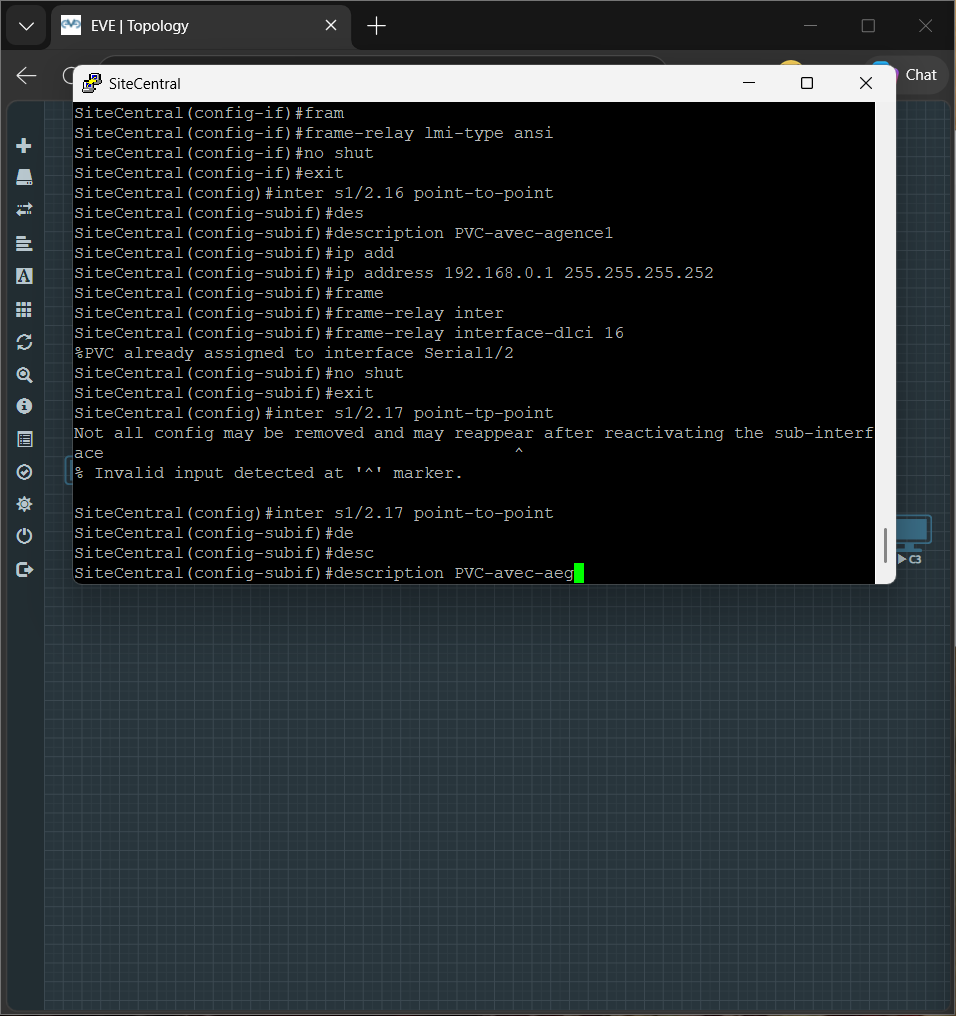 EVE | Topology
Chat
SiteCentral
SiteCentral(config-if)#fram
SiteCentral(config-if)#frame-relay lmi-type ansi
SiteCentral(config-if)#no shut
SiteCentral(config-if)#exit
SiteCentral(config)#inter s1/2.16 point-to-point
SiteCentral(config-subif)#des
SiteCentral(config-subif)#description PVC-avec-agence1
SiteCentral(config-subif)#ip add
SiteCentral(config-subif)#ip address 192.168.0.1 255.255.255.252
SiteCentral(config-subif)#frame
SiteCentral(config-subif)#frame-relay inter
SiteCentral(config-subif)#frame-relay interface-dlci 16
%PVC already assigned to interface Serial1/2
SiteCentral(config-subif)#no shut
SiteCentral(config-subif)#exit
SiteCentral(config)#inter s1/2.17 point-tp-point
Not all config may be removed and may reappear after reactivating the sub-interf
ace ^
% Invalid input detected at '^' marker.
SiteCentral(config)#inter s1/2.17 point-to-point
SiteCentral(config-subif)#de
SiteCentral(config-subif)#desc
SiteCentral(config-subif)#description PVC-avec-aeg
C3